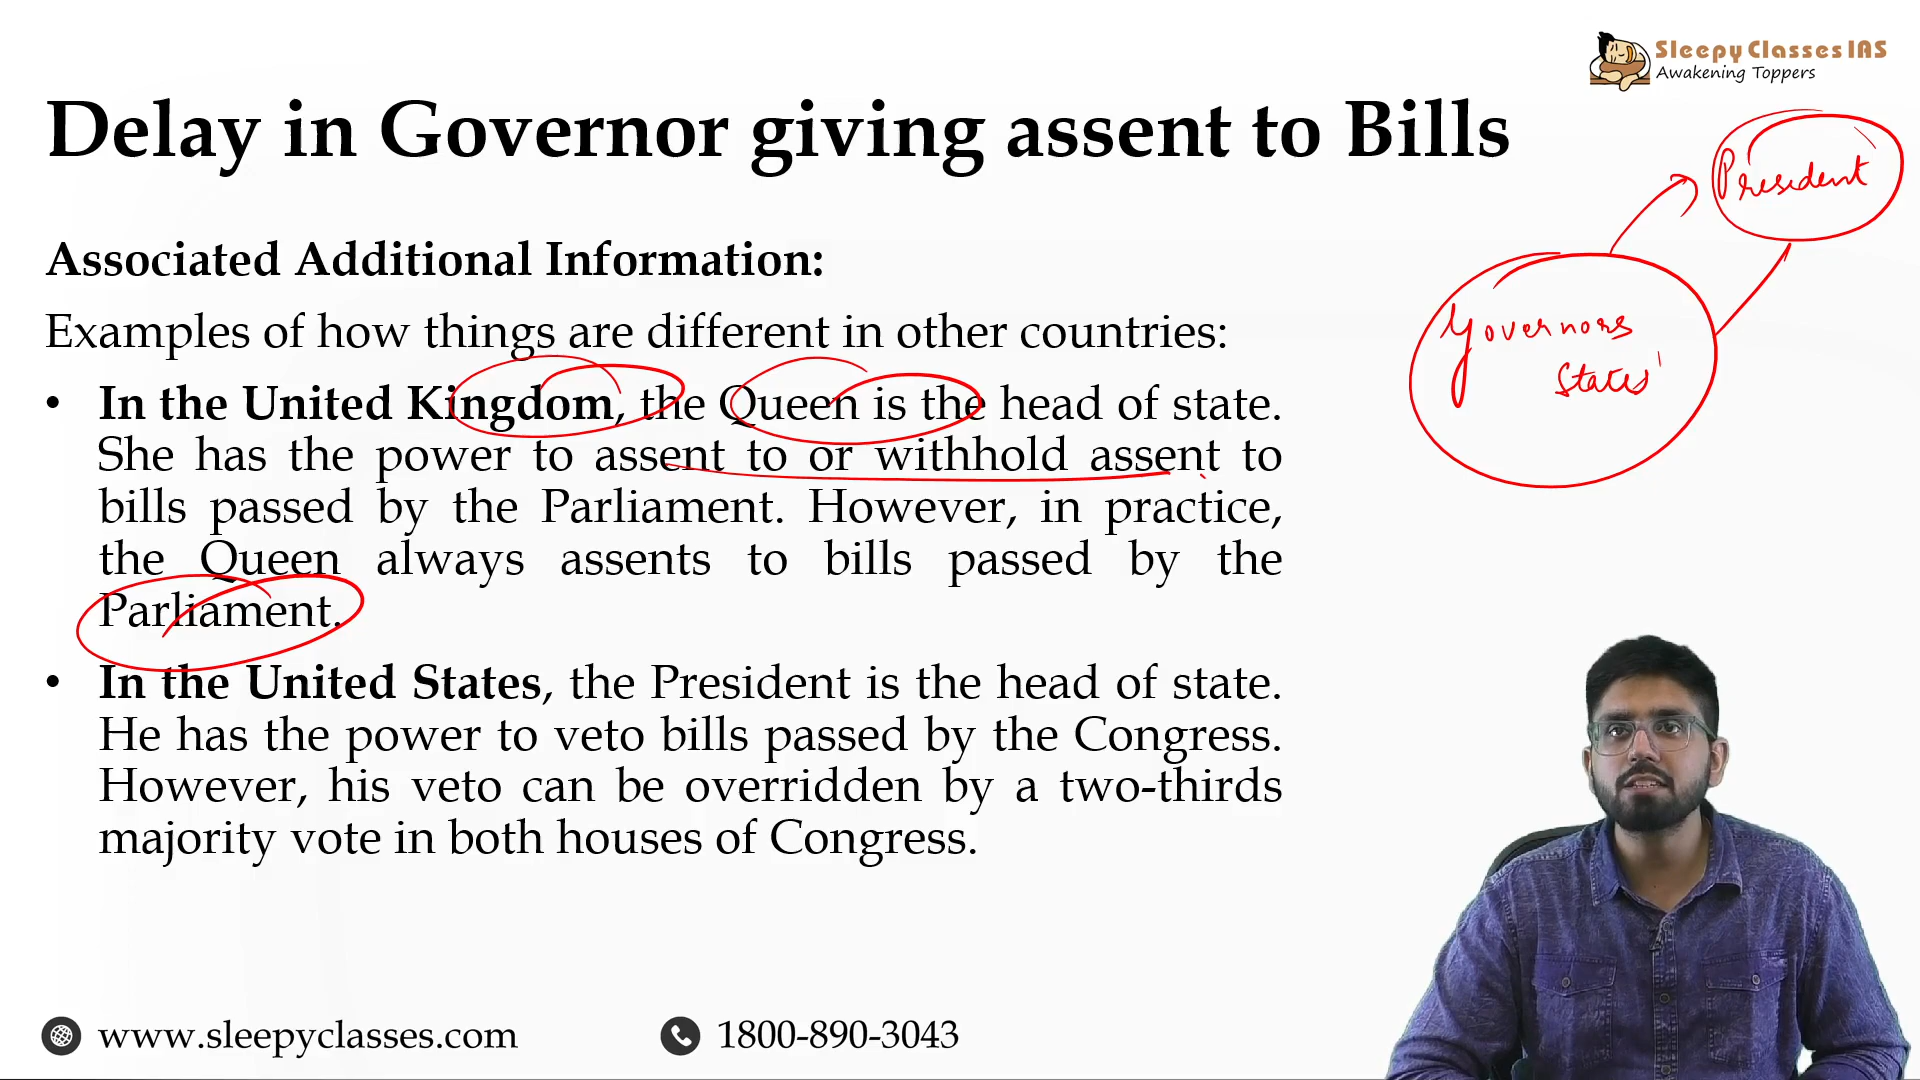 Sleepy Classes IAS
Awakening Toppers
Delay in Governor giving assent to Bills
President
Associated Additional Information:
Governors
States'
Examples of how things are different in other countries:
• In the United Kingdom, the Queen is the head of state.
She has the power to assent to or withhold assent to
bills passed by the Parliament. However, in practice,
the Queen always assents to bills passed by the
Parliament.
• In the United States, the President is the head of state.
He has the power to veto bills passed by the Congress.
However, his veto can be overridden by a two-thirds
majority vote in both houses of Congress.
www.sleepyclasses.com
1800-890-3043